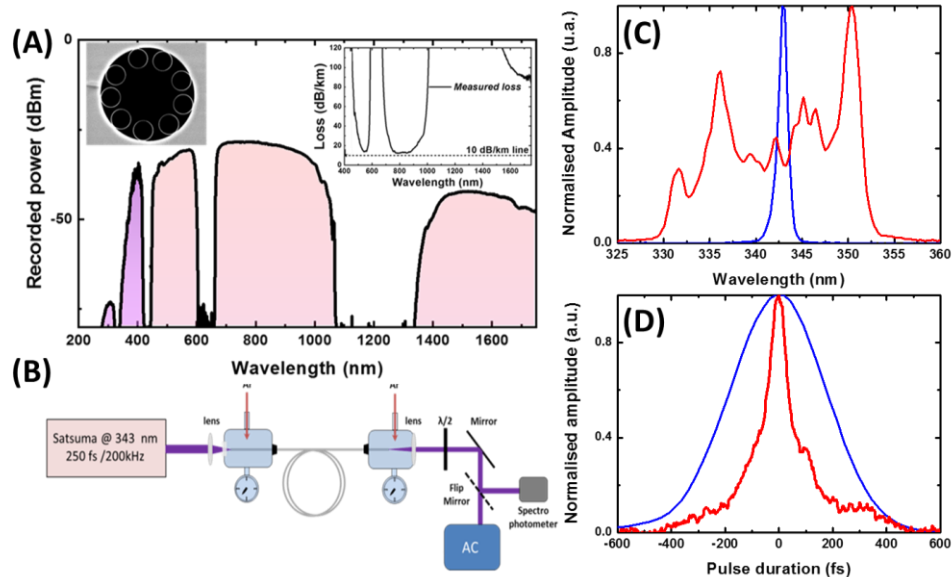 (A)
0
-50
Recorded power (dBm)
200 400 600 800 1000 1200 1400 1600
Wavelength (nm)
120
100
80
60
40
20
0
Loss (dB/km)
Measured loss
10 dB/km line
400 600 800 1000 1200 1400 1600
Wavelength (nm)
(B)
Satsuma @ 343 nm
250 fs /200kHz
lens
lens
λ/2
Mirror
Flip
Mirror
Spectro
photometer
AC
(C)
0.8
0.4
0.0
Normalised Amplitude (u.a.)
325 330 335 340 345 350 355 360
Wavelength (nm)
(D)
0.8
0.4
0.0
Normalised amplitude (a.u.)
-600 -400 -200 0 200 400 600
Pulse duration (fs)